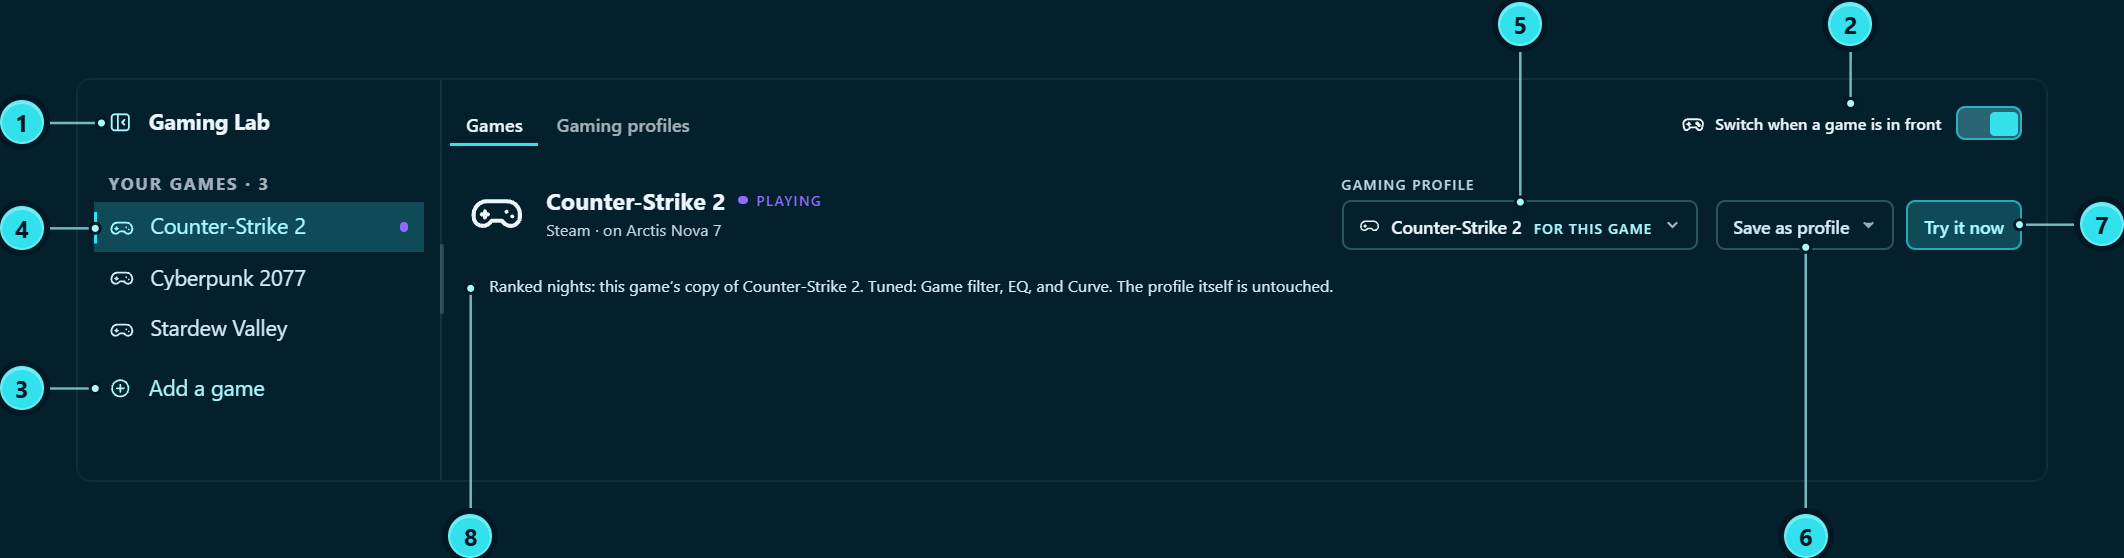 5
2
1
Gaming Lab
Games
Gaming profiles
Switch when a game is in front
YOUR GAMES · 3
4
Counter-Strike 2
Cyberpunk 2077
Stardew Valley
3
Add a game
Counter-Strike 2
PLAYING
Steam · on Arctis Nova 7
GAMING PROFILE
Counter-Strike 2 FOR THIS GAME
Save as profile
Try it now
7
Ranked nights: this game’s copy of Counter-Strike 2. Tuned: Game filter, EQ, and Curve. The profile itself is untouched.
8
6